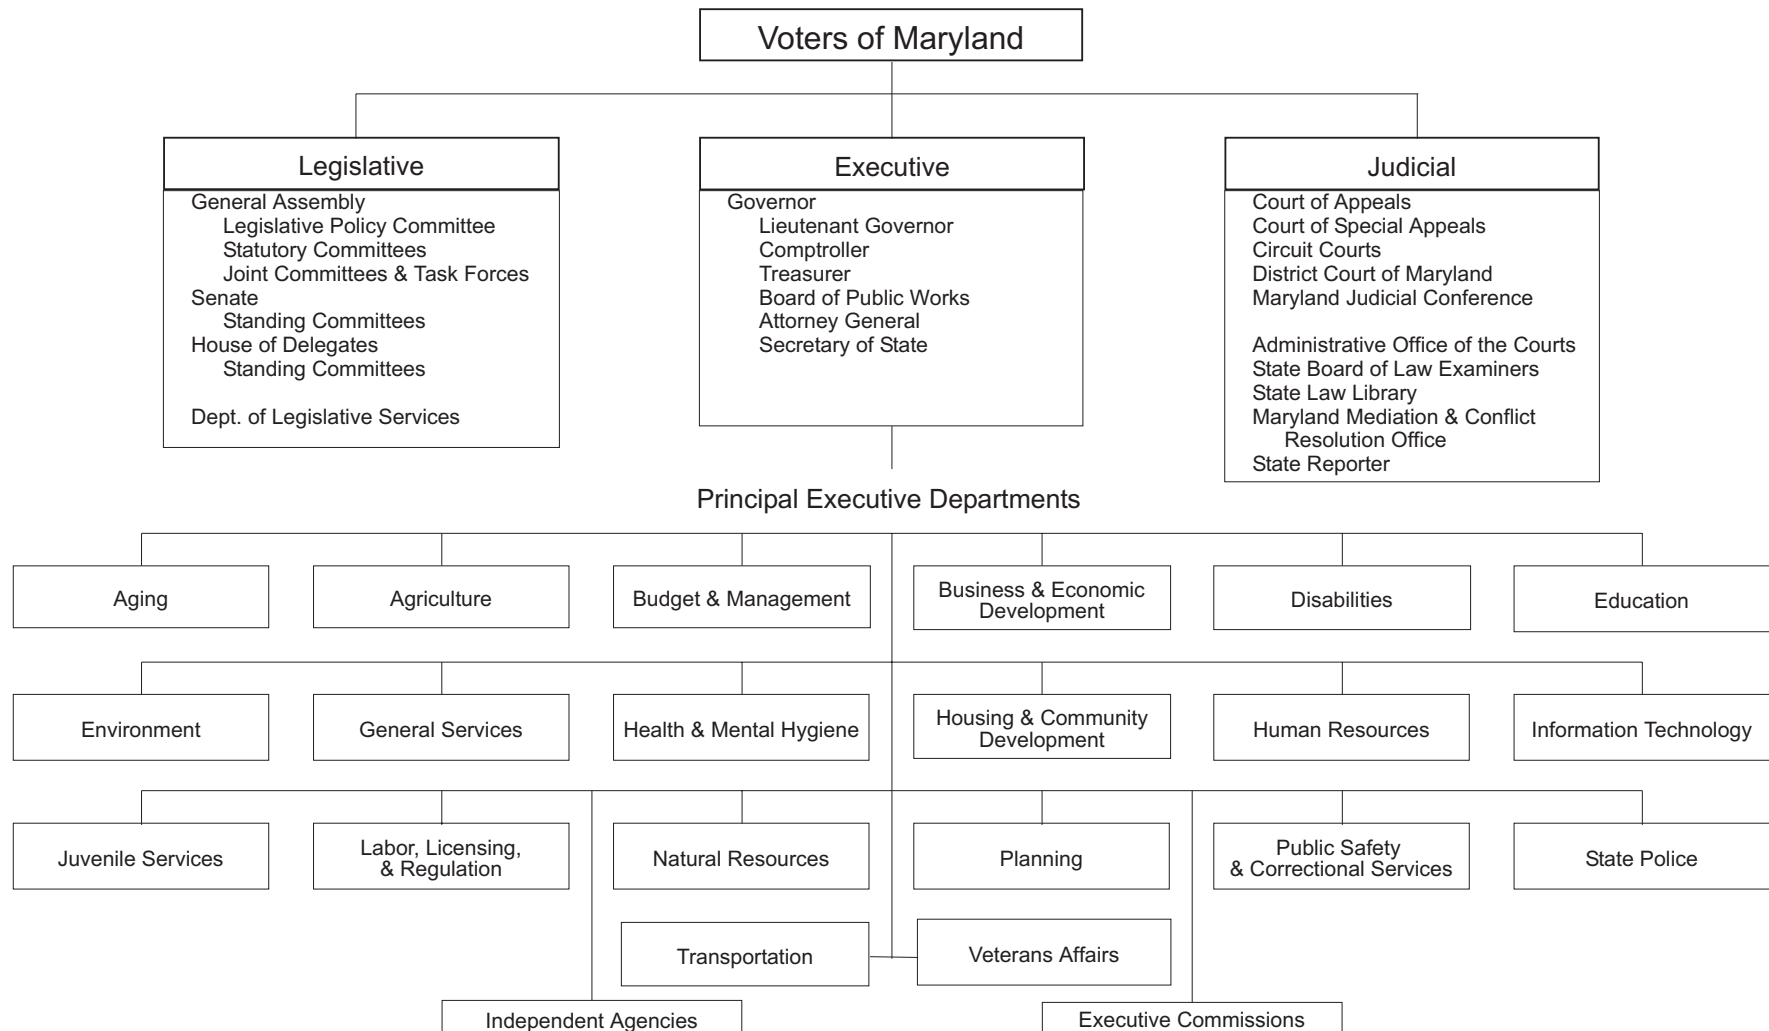 Voters of Maryland
Legislative
General Assembly
Legislative Policy Committee
Statutory Committees
Joint Committees & Task Forces
Senate
Standing Committees
House of Delegates
Standing Committees
Dept. of Legislative Services
Executive
Governor
Lieutenant Governor
Comptroller
Treasurer
Board of Public Works
Attorney General
Secretary of State
Judicial
Court of Appeals
Court of Special Appeals
Circuit Courts
District Court of Maryland
Maryland Judicial Conference
Administrative Office of the Courts
State Board of Law Examiners
State Law Library
Maryland Mediation & Conflict
Resolution Office
State Reporter
Principal Executive Departments
Aging
Agriculture
Budget & Management
Business & Economic
Development
Disabilities
Education
Environment
General Services
Health & Mental Hygiene
Housing & Community
Development
Human Resources
Information Technology
Juvenile Services
Labor, Licensing,
& Regulation
Natural Resources
Planning
Public Safety
& Correctional Services
State Police
Transportation
Veterans Affairs
Independent Agencies
Executive Commissions